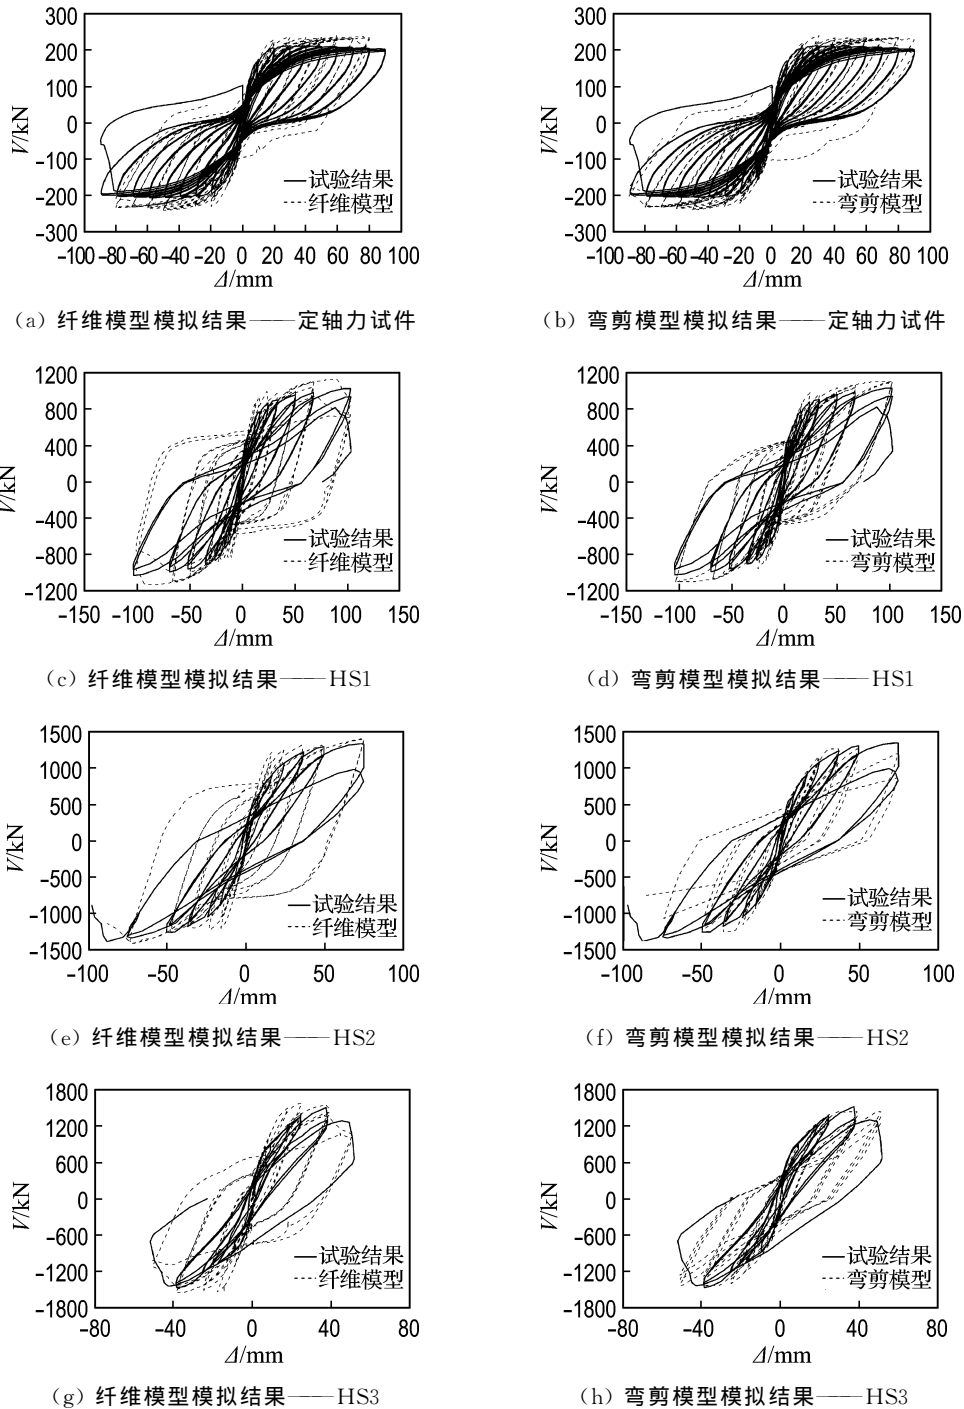 300
200
100
0
-100
-200
-300
V/kN
试验结果
纤维模型
-100 -80 -60 -40 -20 0 20 40 60 80 100
Δ/mm
(a) 纤维模型模拟结果——定轴力试件
300
200
100
0
-100
-200
-300
V/kN
试验结果
弯剪模型
-100 -80 -60 -40 -20 0 20 40 60 80 100
Δ/mm
(b) 弯剪模型模拟结果——定轴力试件
1200
800
400
0
-400
-800
-1200
V/kN
试验结果
纤维模型
-150 -100 -50 0 50 100 150
Δ/mm
(c) 纤维模型模拟结果——HS1
1200
800
400
0
-400
-800
-1200
V/kN
试验结果
弯剪模型
-150 -100 -50 0 50 100 150
Δ/mm
(d) 弯剪模型模拟结果——HS1
1500
1000
500
0
-500
-1000
-1500
V/kN
试验结果
纤维模型
-100 -50 0 50 100
Δ/mm
(e) 纤维模型模拟结果——HS2
1500
1000
500
0
-500
-1000
-1500
V/kN
试验结果
弯剪模型
-100 -50 0 50 100
Δ/mm
(f) 弯剪模型模拟结果——HS2
1800
1200
600
0
-600
-1200
-1800
V/kN
试验结果
纤维模型
-80 -40 0 40 80
Δ/mm
(g) 纤维模型模拟结果——HS3
1800
1200
600
0
-600
-1200
-1800
V/kN
试验结果
弯剪模型
-80 -40 0 40 80
Δ/mm
(h) 弯剪模型模拟结果——HS3